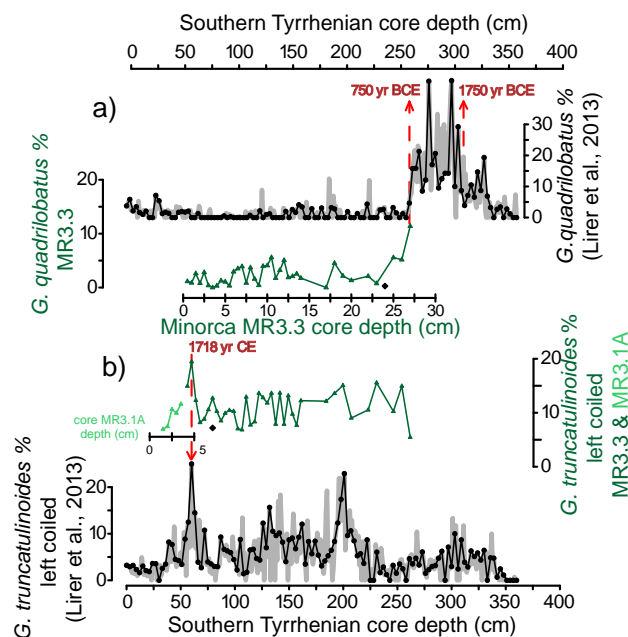 Southern Tyrrhenian core depth (cm)
0 50 100 150 200 250 300 350 400
a)
750 yr BCE
1750 yr BCE
G. quadrilobatus %
MR3.3
20
15
10
5
0
30
20
10
0
G.quadrilobatus %
(Lirer et al., 2013)
0 5 10 15 20 25 30
Minorca MR3.3 core depth (cm)
b)
1718 yr CE
core MR3.1A
depth (cm)
0 5
20
15
10
5
0
G. truncatulinoides %
left coiled
MR3.3 & MR3.1A
G. truncatulinoides %
left coiled
(Lirer et al., 2013)
20
10
0
0 50 100 150 200 250 300 350 400
Southern Tyrrhenian core depth (cm)